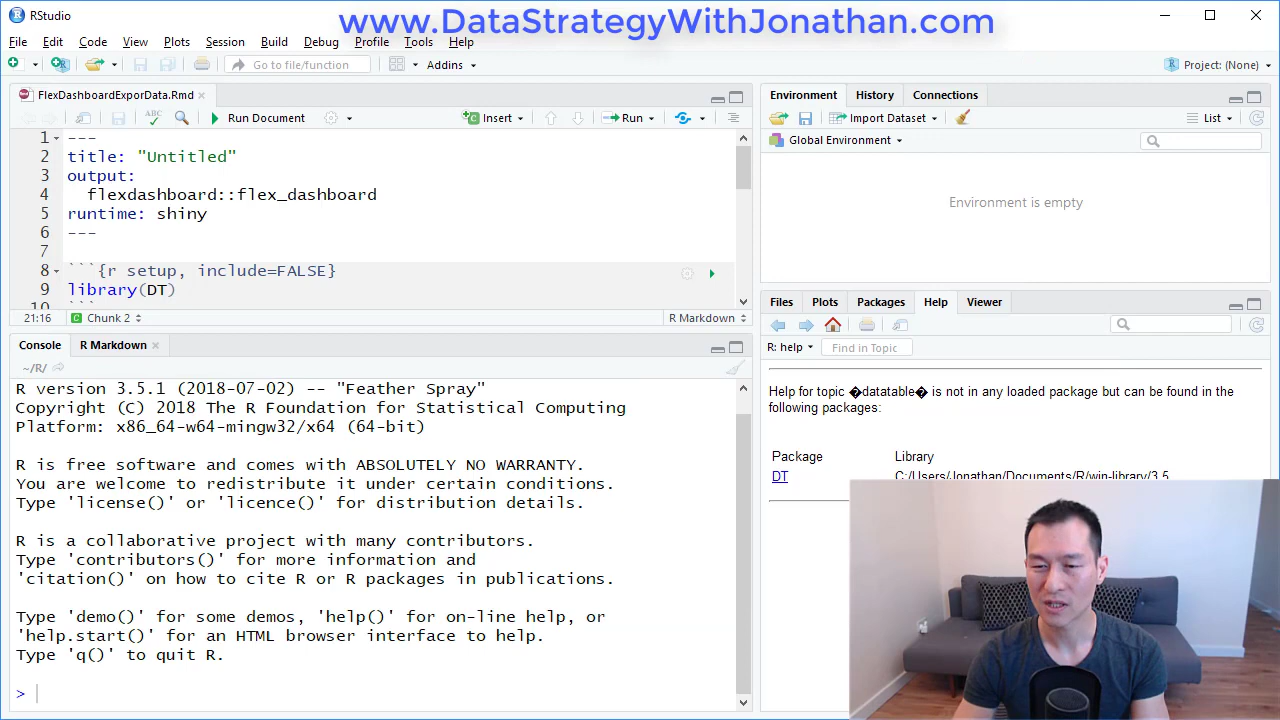 RStudio
www.DataStrategyWithJonathan.com
File Edit Code View Plots Session Build Debug Profile Tools Help
Go to file/function Addins Project: (None)
FlexDashboardExporData.Rmd
ABC Run Document Insert Run
1 ---
2 title: "Untitled"
3 output:
4 flexdashboard::flex_dashboard
5 runtime: shiny
6 ---
7
8 ```{r setup, include=FALSE}
9 library(DT)
10 ```
21:16 Chunk 2 R Markdown
Console R Markdown
~/R/
R version 3.5.1 (2018-07-02) -- "Feather Spray"
Copyright (C) 2018 The R Foundation for Statistical Computing
Platform: x86_64-w64-mingw32/x64 (64-bit)
R is free software and comes with ABSOLUTELY NO WARRANTY.
You are welcome to redistribute it under certain conditions.
Type 'license()' or 'licence()' for distribution details.
R is a collaborative project with many contributors.
Type 'contributors()' for more information and
'citation()' on how to cite R or R packages in publications.
Type 'demo()' for some demos, 'help()' for on-line help, or
'help.start()' for an HTML browser interface to help.
Type 'q()' to quit R.
>
Environment History Connections
Import Dataset List
Global Environment
Environment is empty
Files Plots Packages Help Viewer
R: help Find in Topic
Help for topic �datatable� is not in any loaded package but can be found in the
following packages:
Package Library
DT C:/Users/Jonathan/Documents/R/win-library/3.5